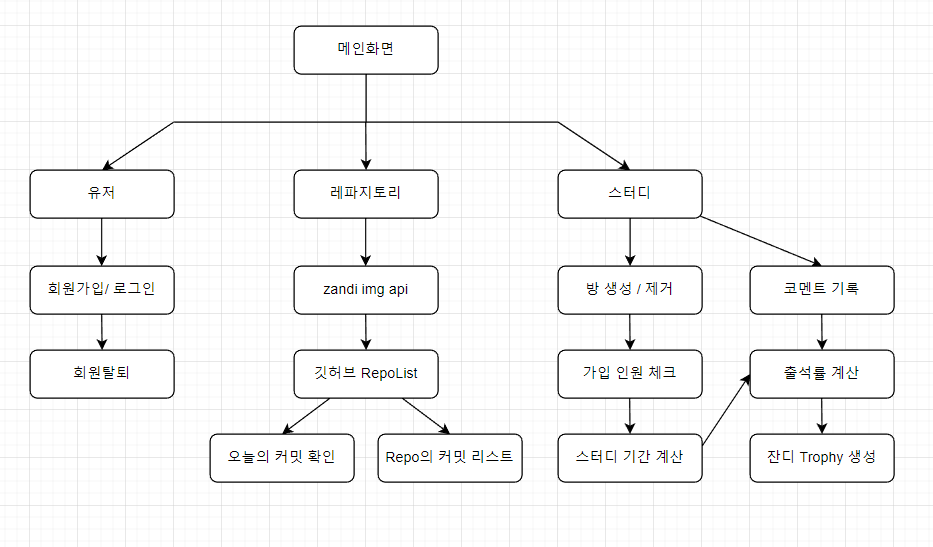 메인화면
유저
레파지토리
스터디
회원가입/ 로그인
zandi img api
방 생성 / 제거
코멘트 기록
회원탈퇴
깃허브 RepoList
가입 인원 체크
출석률 계산
오늘의 커밋 확인
Repo의 커밋 리스트
스터디 기간 계산
잔디 Trophy 생성